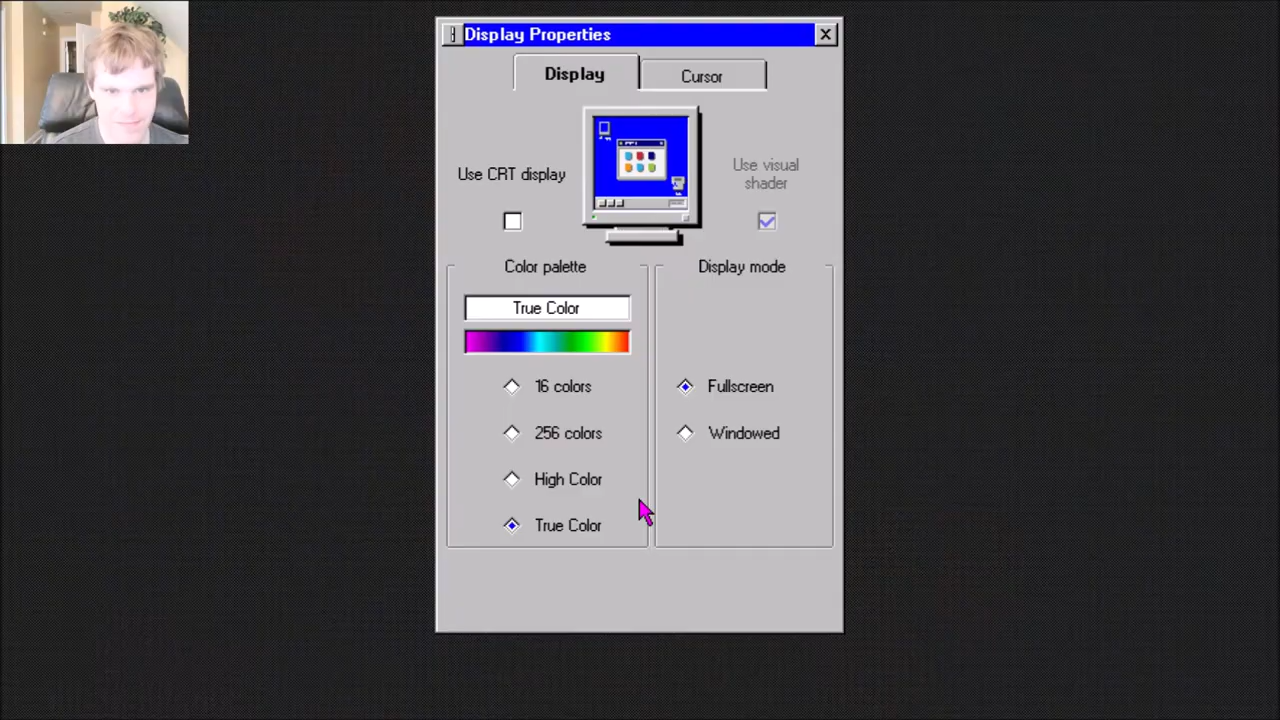 Display Properties
Display
Cursor
Use CRT display
Use visual
shader
Color palette
Display mode
True Color
16 colors
Fullscreen
256 colors
Windowed
High Color
True Color